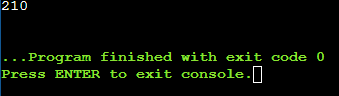 210
...Program finished with exit code 0
Press ENTER to exit console.